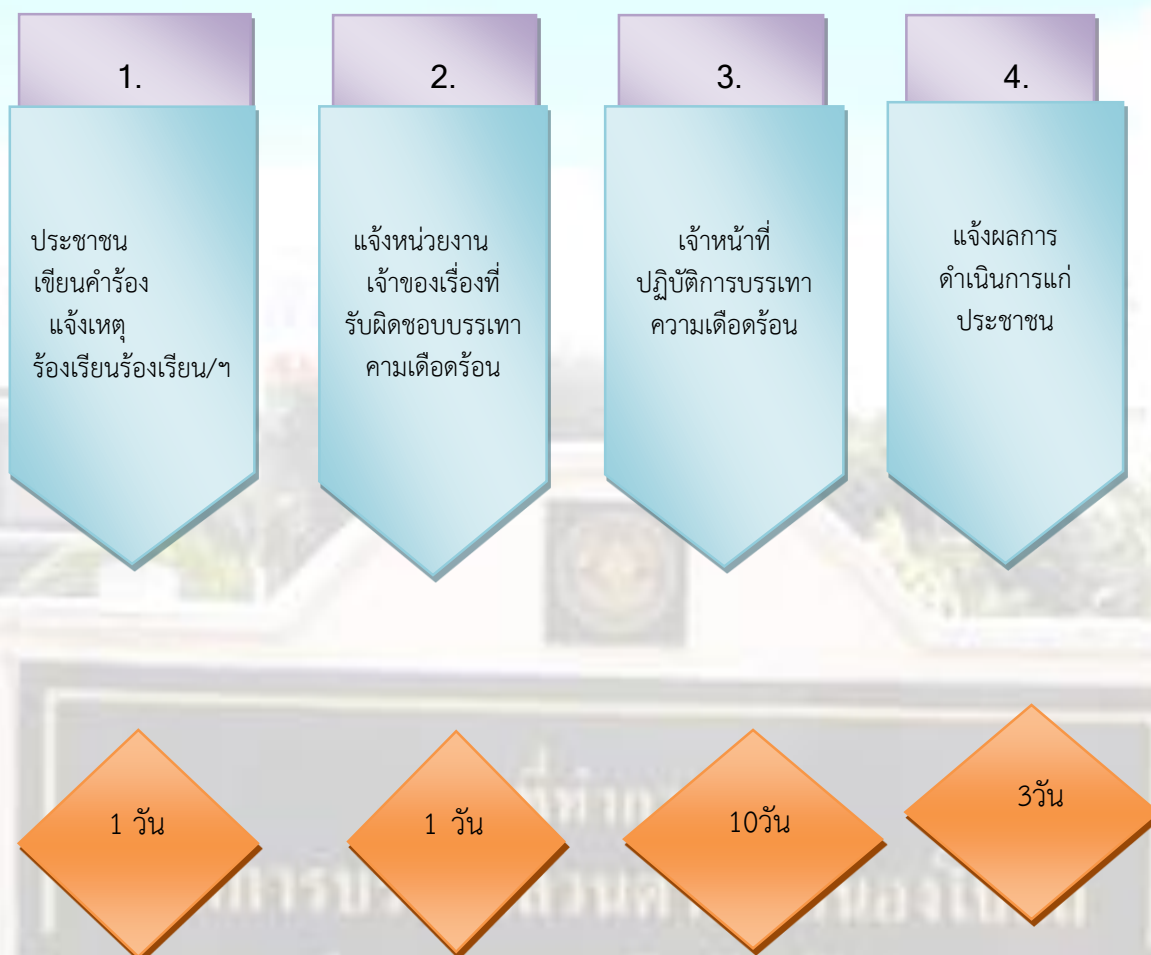 1.
ประชาชน
เขียนคำร้อง
แจ้งเหตุ
ร้องเรียนร้องเรียน/ฯ
2.
แจ้งหน่วยงาน
เจ้าของเรื่องที่
รับผิดชอบบรรเทา
คามเดือดร้อน
3.
เจ้าหน้าที่
ปฏิบัติการบรรเทา
ความเดือดร้อน
4.
แจ้งผลการ
ดำเนินการแก่
ประชาชน
1 วัน
1 วัน
10วัน
3วัน